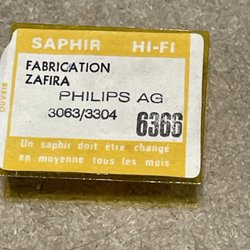 SAPHIR HI-FI
FABRICATION
ZAFIRA
PHILIPS AG
3063/3304 6366
Un saphir doit être changé
en moyenne tous les mois
OUVRIR